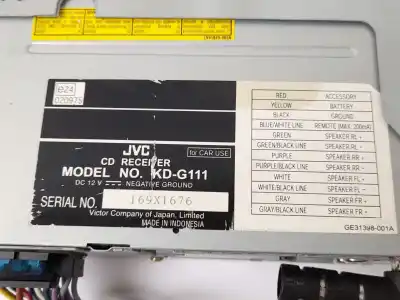 e24
020975
JVC
for CAR USE
CD RECEIVER
MODEL NO. KD-G111
DC 12 V NEGATIVE GROUND
SERIAL NO. 169X1676
Victor Company of Japan, Limited
MADE IN INDONESIA
RED ACCESSORY
YELLOW BATTERY
BLACK GROUND
BLUE/WHITE LINE REMOTE (MAX. 200mA)
GREEN SPEAKER.RL +
GREEN/BLACK LINE SPEAKER.RL -
PURPLE SPEAKER.RR +
PURPLE/BLACK LINE SPEAKER.RR -
WHITE SPEAKER.FL +
WHITE/BLACK LINE SPEAKER.FL -
GRAY SPEAKER.FR +
GRAY/BLACK LINE SPEAKER.FR -
GE31398-001A